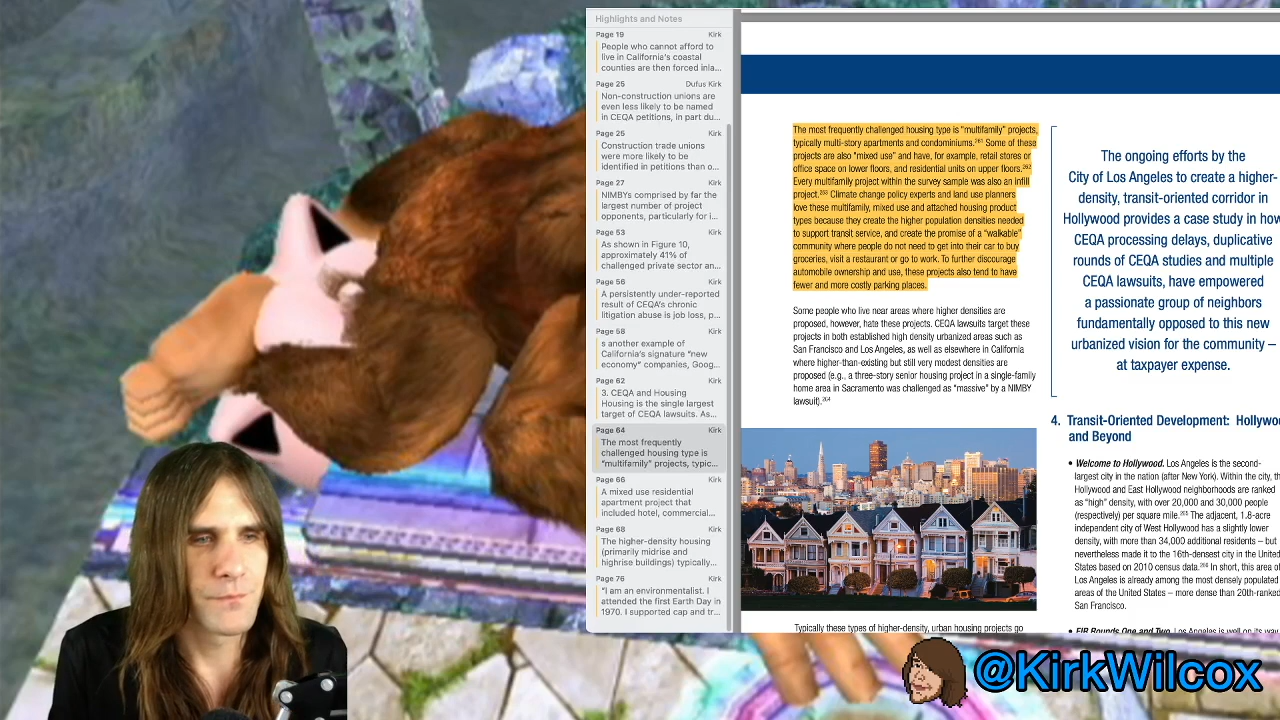 Highlights and Notes
Page 19 Kirk
People who cannot afford to
live in California's coastal
counties are then forced inla...
Page 25 Dufus Kirk
Non-construction unions are
even less likely to be named
in CEQA petitions, in part du...
Page 25 Kirk
Construction trade unions
were more likely to be
identified in petitions than o...
Page 27 Kirk
NIMBYs comprised by far the
largest number of project
opponents, particularly for i...
Page 53 Kirk
As shown in Figure 10,
approximately 41% of
challenged private sector an...
Page 56 Kirk
A persistently under-reported
result of CEQA's chronic
litigation abuse is job loss, p...
Page 58 Kirk
s another example of
California's signature “new
economy” companies, Goog...
Page 62 Kirk
3. CEQA and Housing
Housing is the single largest
target of CEQA lawsuits. As...
Page 64 Kirk
The most frequently
challenged housing type is
“multifamily” projects, typic...
Page 66 Kirk
A mixed use residential
apartment project that
included hotel, commercial...
Page 68 Kirk
The higher-density housing
(primarily midrise and
highrise buildings) typically...
Page 76 Kirk
“I am an environmentalist. I
attended the first Earth Day in
1970. I supported cap and tr...
The most frequently challenged housing type is “multifamily” projects,
typically multi-story apartments and condominiums.261 Some of these
projects are also “mixed use” and have, for example, retail stores or
office space on lower floors, and residential units on upper floors.262
Every multifamily project within the survey sample was also an infill
project.263 Climate change policy experts and land use planners
love these multifamily, mixed use and attached housing product
types because they create the higher population densities needed
to support transit service, and create the promise of a “walkable”
community where people do not need to get into their car to buy
groceries, visit a restaurant or go to work. To further discourage
automobile ownership and use, these projects also tend to have
fewer and more costly parking places.
Some people who live near areas where higher densities are
proposed, however, hate these projects. CEQA lawsuits target these
projects in both established high density urbanized areas such as
San Francisco and Los Angeles, as well as elsewhere in California
where higher-than-existing but still very modest densities are
proposed (e.g., a three-story senior housing project in a single-family
home area in Sacramento was challenged as “massive” by a NIMBY
lawsuit).264
Typically these types of higher-density, urban housing projects go
The ongoing efforts by the
City of Los Angeles to create a higher-
density, transit-oriented corridor in
Hollywood provides a case study in how
CEQA processing delays, duplicative
rounds of CEQA studies and multiple
CEQA lawsuits, have empowered
a passionate group of neighbors
fundamentally opposed to this new
urbanized vision for the community –
at taxpayer expense.
4. Transit-Oriented Development: Hollywo
and Beyond
• Welcome to Hollywood. Los Angeles is the second-
largest city in the nation (after New York). Within the city, th
Hollywood and East Hollywood neighborhoods are ranked
as “high” density, with over 20,000 and 30,000 people
(respectively) per square mile.265 The adjacent, 1.8-acre
independent city of West Hollywood has a slightly lower
density, with more than 34,000 additional residents – but
nevertheless made it to the 16th-densest city in the United
States based on 2010 census data.266 In short, this area of
Los Angeles is already among the most densely populated
areas of the United States – more dense than 20th-ranked
San Francisco.
• EIR Rounds One and Two. Los Angeles is well on its way
@KirkWilcox